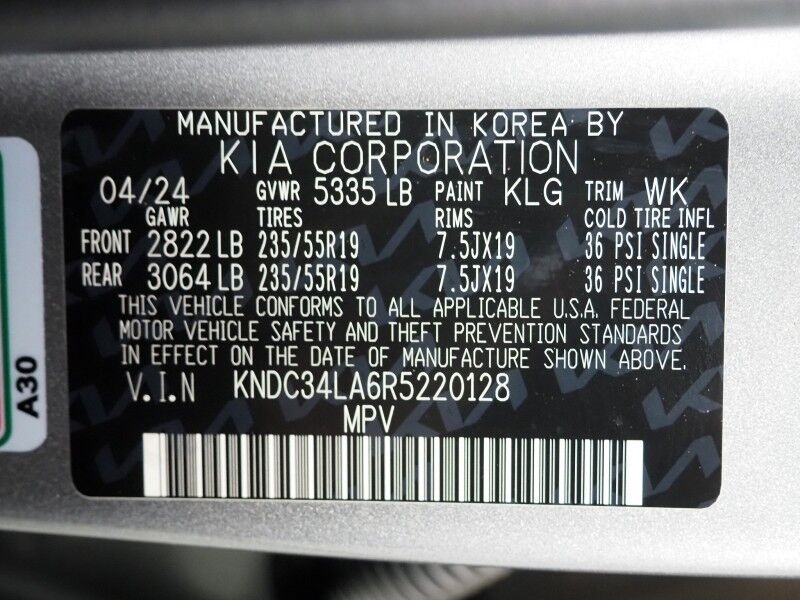 MANUFACTURED IN KOREA BY
KIA CORPORATION
04/24 GVWR 5335 LB PAINT KLG TRIM WK
GAWR TIRES RIMS COLD TIRE INFL
FRONT 2822 LB 235/55R19 7.5JX19 36 PSI SINGLE
REAR 3064 LB 235/55R19 7.5JX19 36 PSI SINGLE
THIS VEHICLE CONFORMS TO ALL APPLICABLE U.S.A. FEDERAL
MOTOR VEHICLE SAFETY AND THEFT PREVENTION STANDARDS
IN EFFECT ON THE DATE OF MANUFACTURE SHOWN ABOVE.
V.I.N KNDC34LA6R5220128
MPV
A30